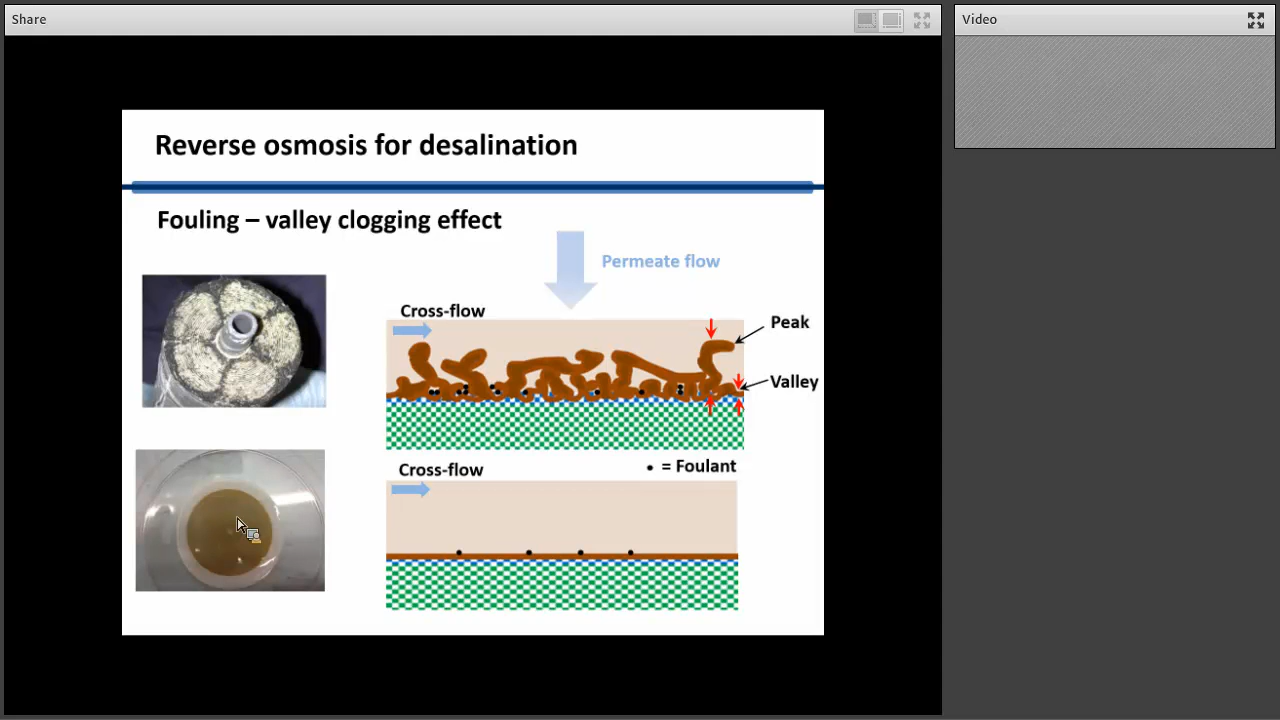 Share
Video
Reverse osmosis for desalination
Fouling – valley clogging effect
Permeate flow
Cross-flow
Peak
Valley
Cross-flow
• = Foulant